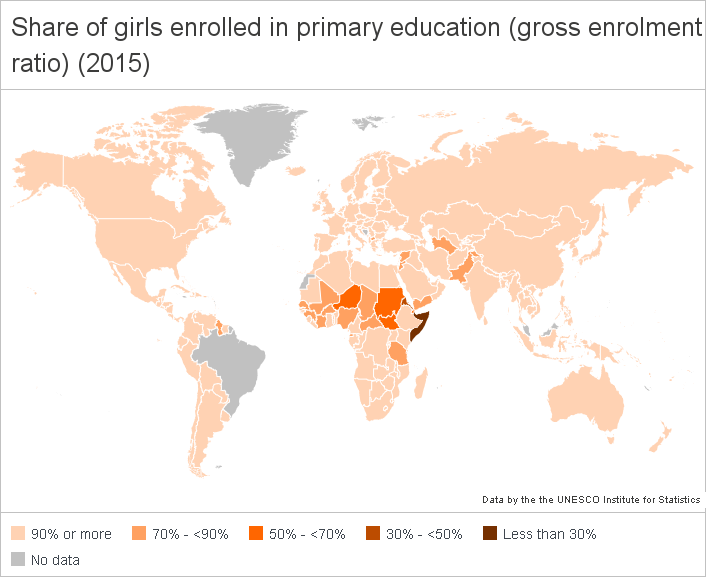 Share of girls enrolled in primary education (gross enrolment
ratio) (2015)
Data by the the UNESCO Institute for Statistics
90% or more
70% - <90%
50% - <70%
30% - <50%
Less than 30%
No data